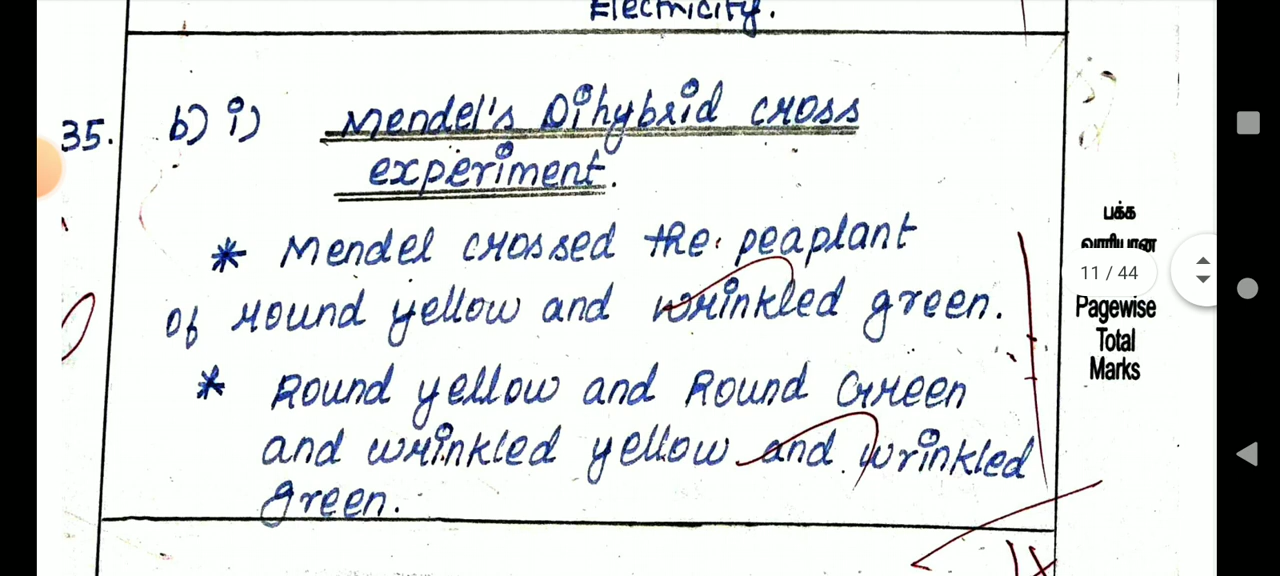 Electricity.
35. b) i) Mendel's Dihybrid cross
experiment.
* Mendel crossed the peaplant
of round yellow and wrinkled green.
* Round yellow and Round Green
and wrinkled yellow and wrinkled
green.
பக்க
வாரியான
11 / 44
Pagewise
Total
Marks